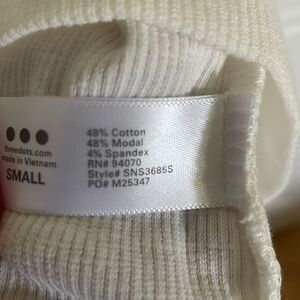 threedots.com
made in Vietnam
SMALL
48% Cotton
48% Modal
4% Spandex
RN# 94070
Style# SNS3685S
PO# M25347